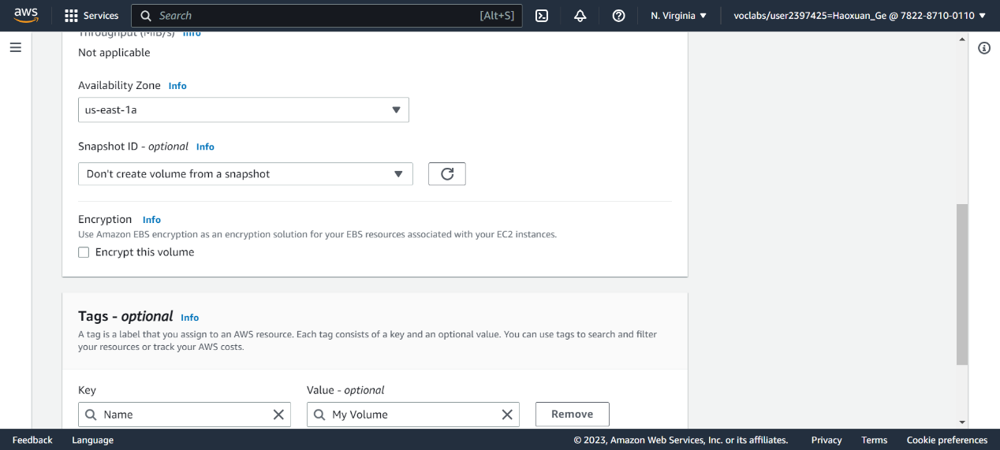 aws Services Search [Alt+S] N. Virginia voclabs/user2397425=Haoxuan_Ge @ 7822-8710-0110
Throughput (MiB/s) Info
Not applicable
Availability Zone Info
us-east-1a
Snapshot ID - optional Info
Don't create volume from a snapshot
Encryption Info
Use Amazon EBS encryption as an encryption solution for your EBS resources associated with your EC2 instances.
Encrypt this volume
Tags - optional Info
A tag is a label that you assign to an AWS resource. Each tag consists of a key and an optional value. You can use tags to search and filter
your resources or track your AWS costs.
Key Value - optional
Name My Volume Remove
Feedback Language © 2023, Amazon Web Services, Inc. or its affiliates. Privacy Terms Cookie preferences